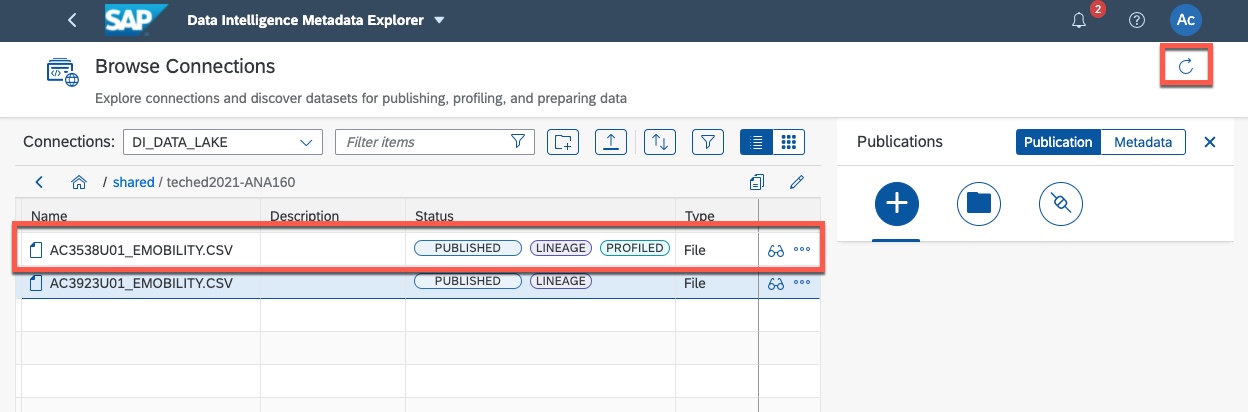 SAP Data Intelligence Metadata Explorer 2 Ac
Browse Connections
Explore connections and discover datasets for publishing, profiling, and preparing data
Connections: DI_DATA_LAKE Filter items
/ shared / teched2021-ANA160
Name Description Status Type
AC3538U01_EMOBILITY.CSV PUBLISHED LINEAGE PROFILED File
AC3923U01_EMOBILITY.CSV PUBLISHED LINEAGE File
Publications Publication Metadata